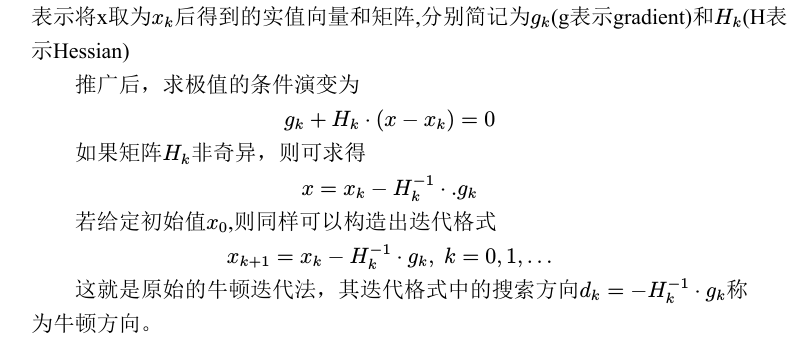 表示将x取为$x_k$后得到的实值向量和矩阵,分别简记为$g_k$(g表示gradient)和$H_k$(H表
示Hessian)
推广后，求极值的条件演变为
$g_k + H_k \cdot (x - x_k) = 0$
如果矩阵$H_k$非奇异，则可求得
$x = x_k - H_k^{-1} \cdot .g_k$
若给定初始值$x_0$,则同样可以构造出迭代格式
$x_{k+1} = x_k - H_k^{-1} \cdot g_k, \ k = 0, 1, \ldots$
这就是原始的牛顿迭代法，其迭代格式中的搜索方向$d_k = -H_k^{-1} \cdot g_k$称
为牛顿方向。